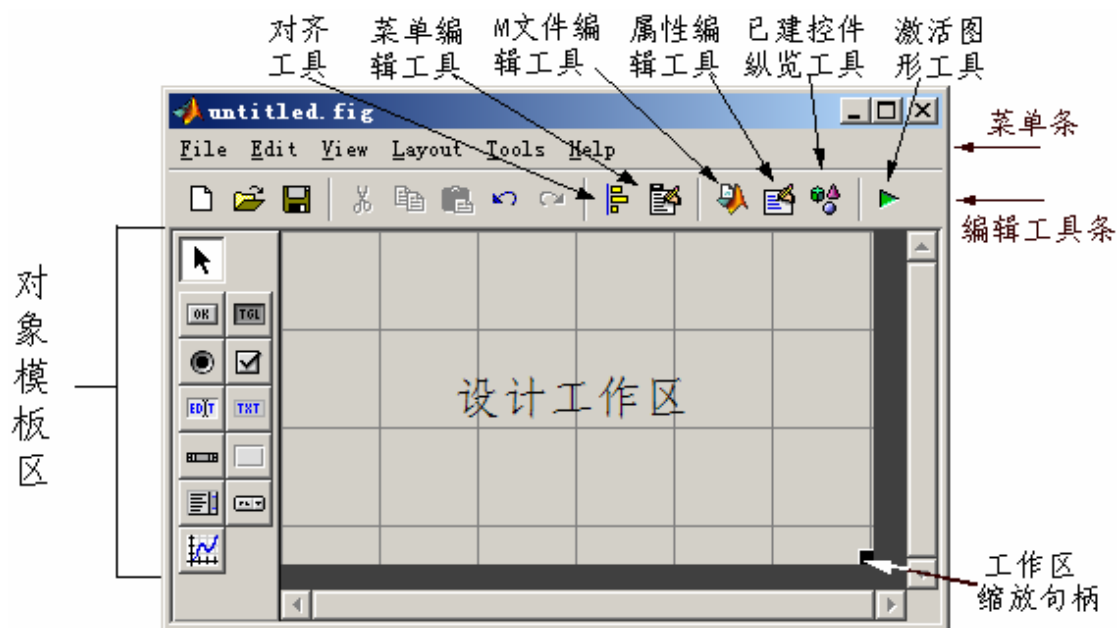 对齐
工具
菜单编
辑工具
M文件编
辑工具
属性编
辑工具
已建控件
纵览工具
激活图
形工具
untitled.fig
菜单条
File Edit View Layout Tools Help
编辑工具条
对象模板区
OK
TGL
EDIT
TXT
设计工作区
工作区
缩放句柄